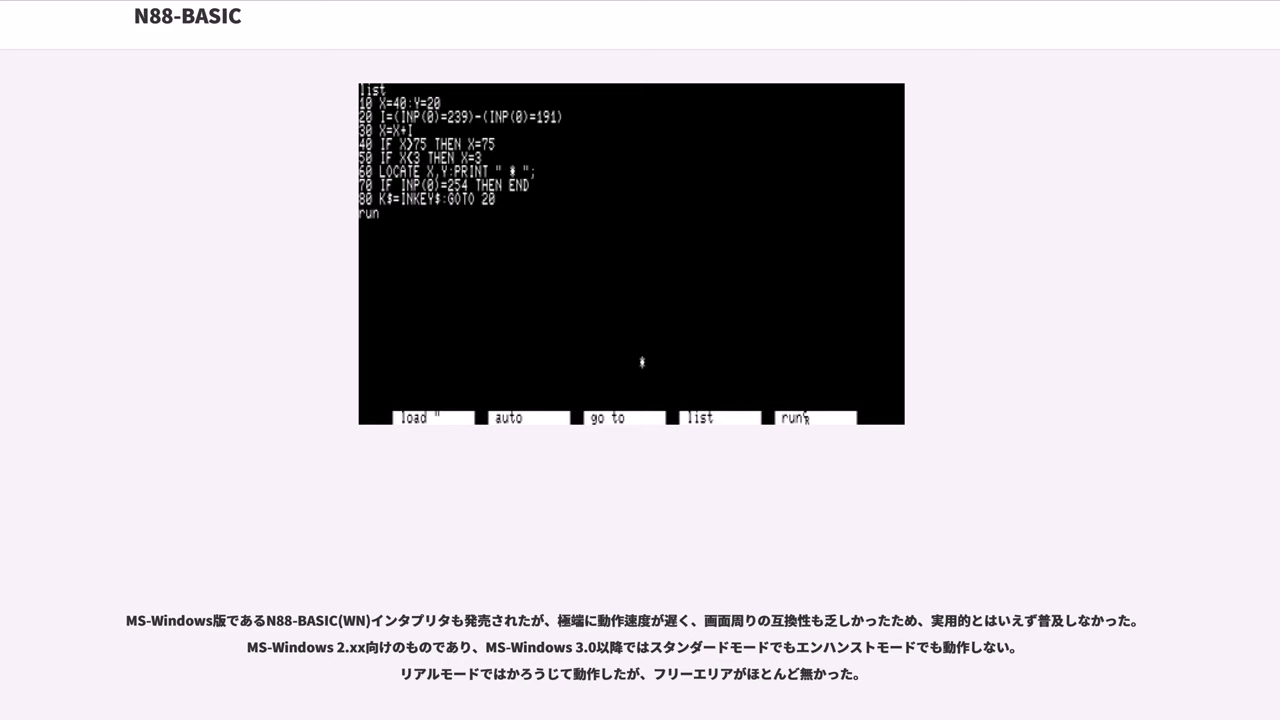 N88-BASIC
list
10 X=40:Y=20
20 I=(INP(0)=239)-(INP(0)=191)
30 X=X+I
40 IF X>75 THEN X=75
50 IF X<3 THEN X=3
60 LOCATE X,Y:PRINT " * ";
70 IF INP(0)=254 THEN END
80 K$=INKEY$:GOTO 20
run
*
load " auto go to list run
MS-Windows版であるN88-BASIC(WN)インタプリタも発売されたが、極端に動作速度が遅く、画面周りの互換性も乏しかったため、実用的とはいえず普及しなかった。
MS-Windows 2.xx向けのものであり、MS-Windows 3.0以降ではスタンダードモードでもエンハンストモードでも動作しない。
リアルモードではかろうじて動作したが、フリーエリアがほとんど無かった。